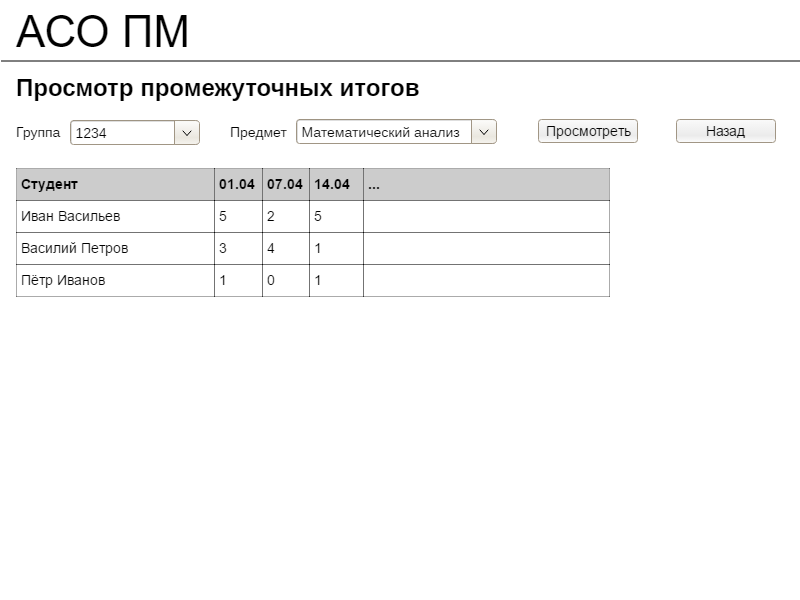 АСО ПМ
Просмотр промежуточных итогов
Группа 1234 Предмет Математический анализ Просмотреть Назад
Студент 01.04 07.04 14.04 ...
Иван Васильев 5 2 5
Василий Петров 3 4 1
Пётр Иванов 1 0 1